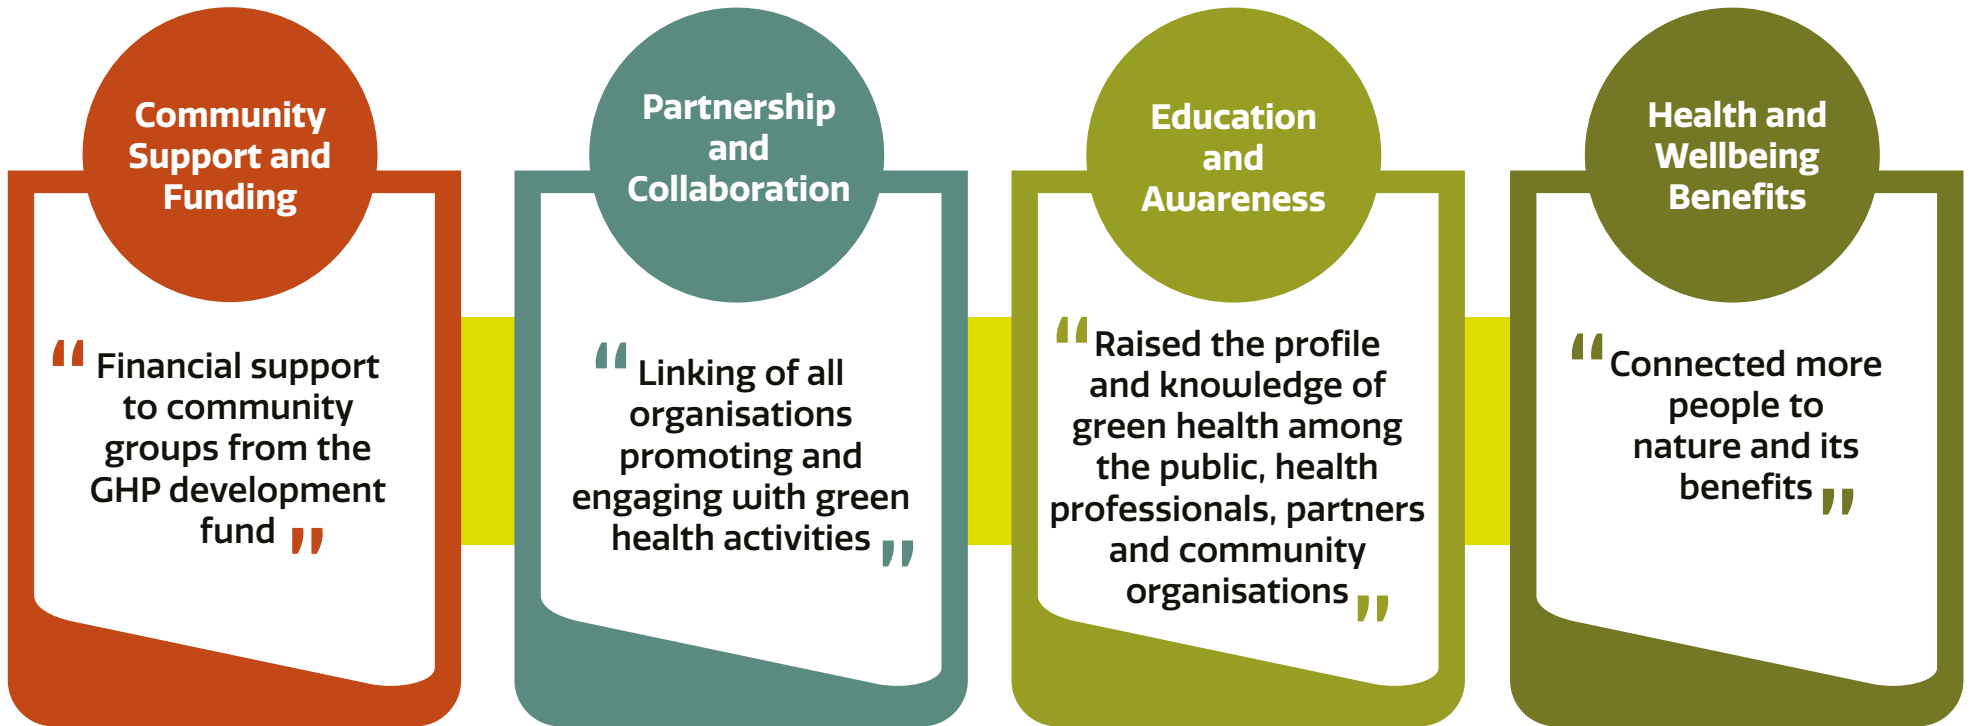 Community
Support and
Funding
“Financial support
to community
groups from the
GHP development
fund”
Partnership
and
Collaboration
“Linking of all
organisations
promoting and
engaging with green
health activities”
Education
and
Awareness
“Raised the profile
and knowledge of
green health among
the public, health
professionals, partners
and community
organisations”
Health and
Wellbeing
Benefits
“Connected more
people to
nature and its
benefits”